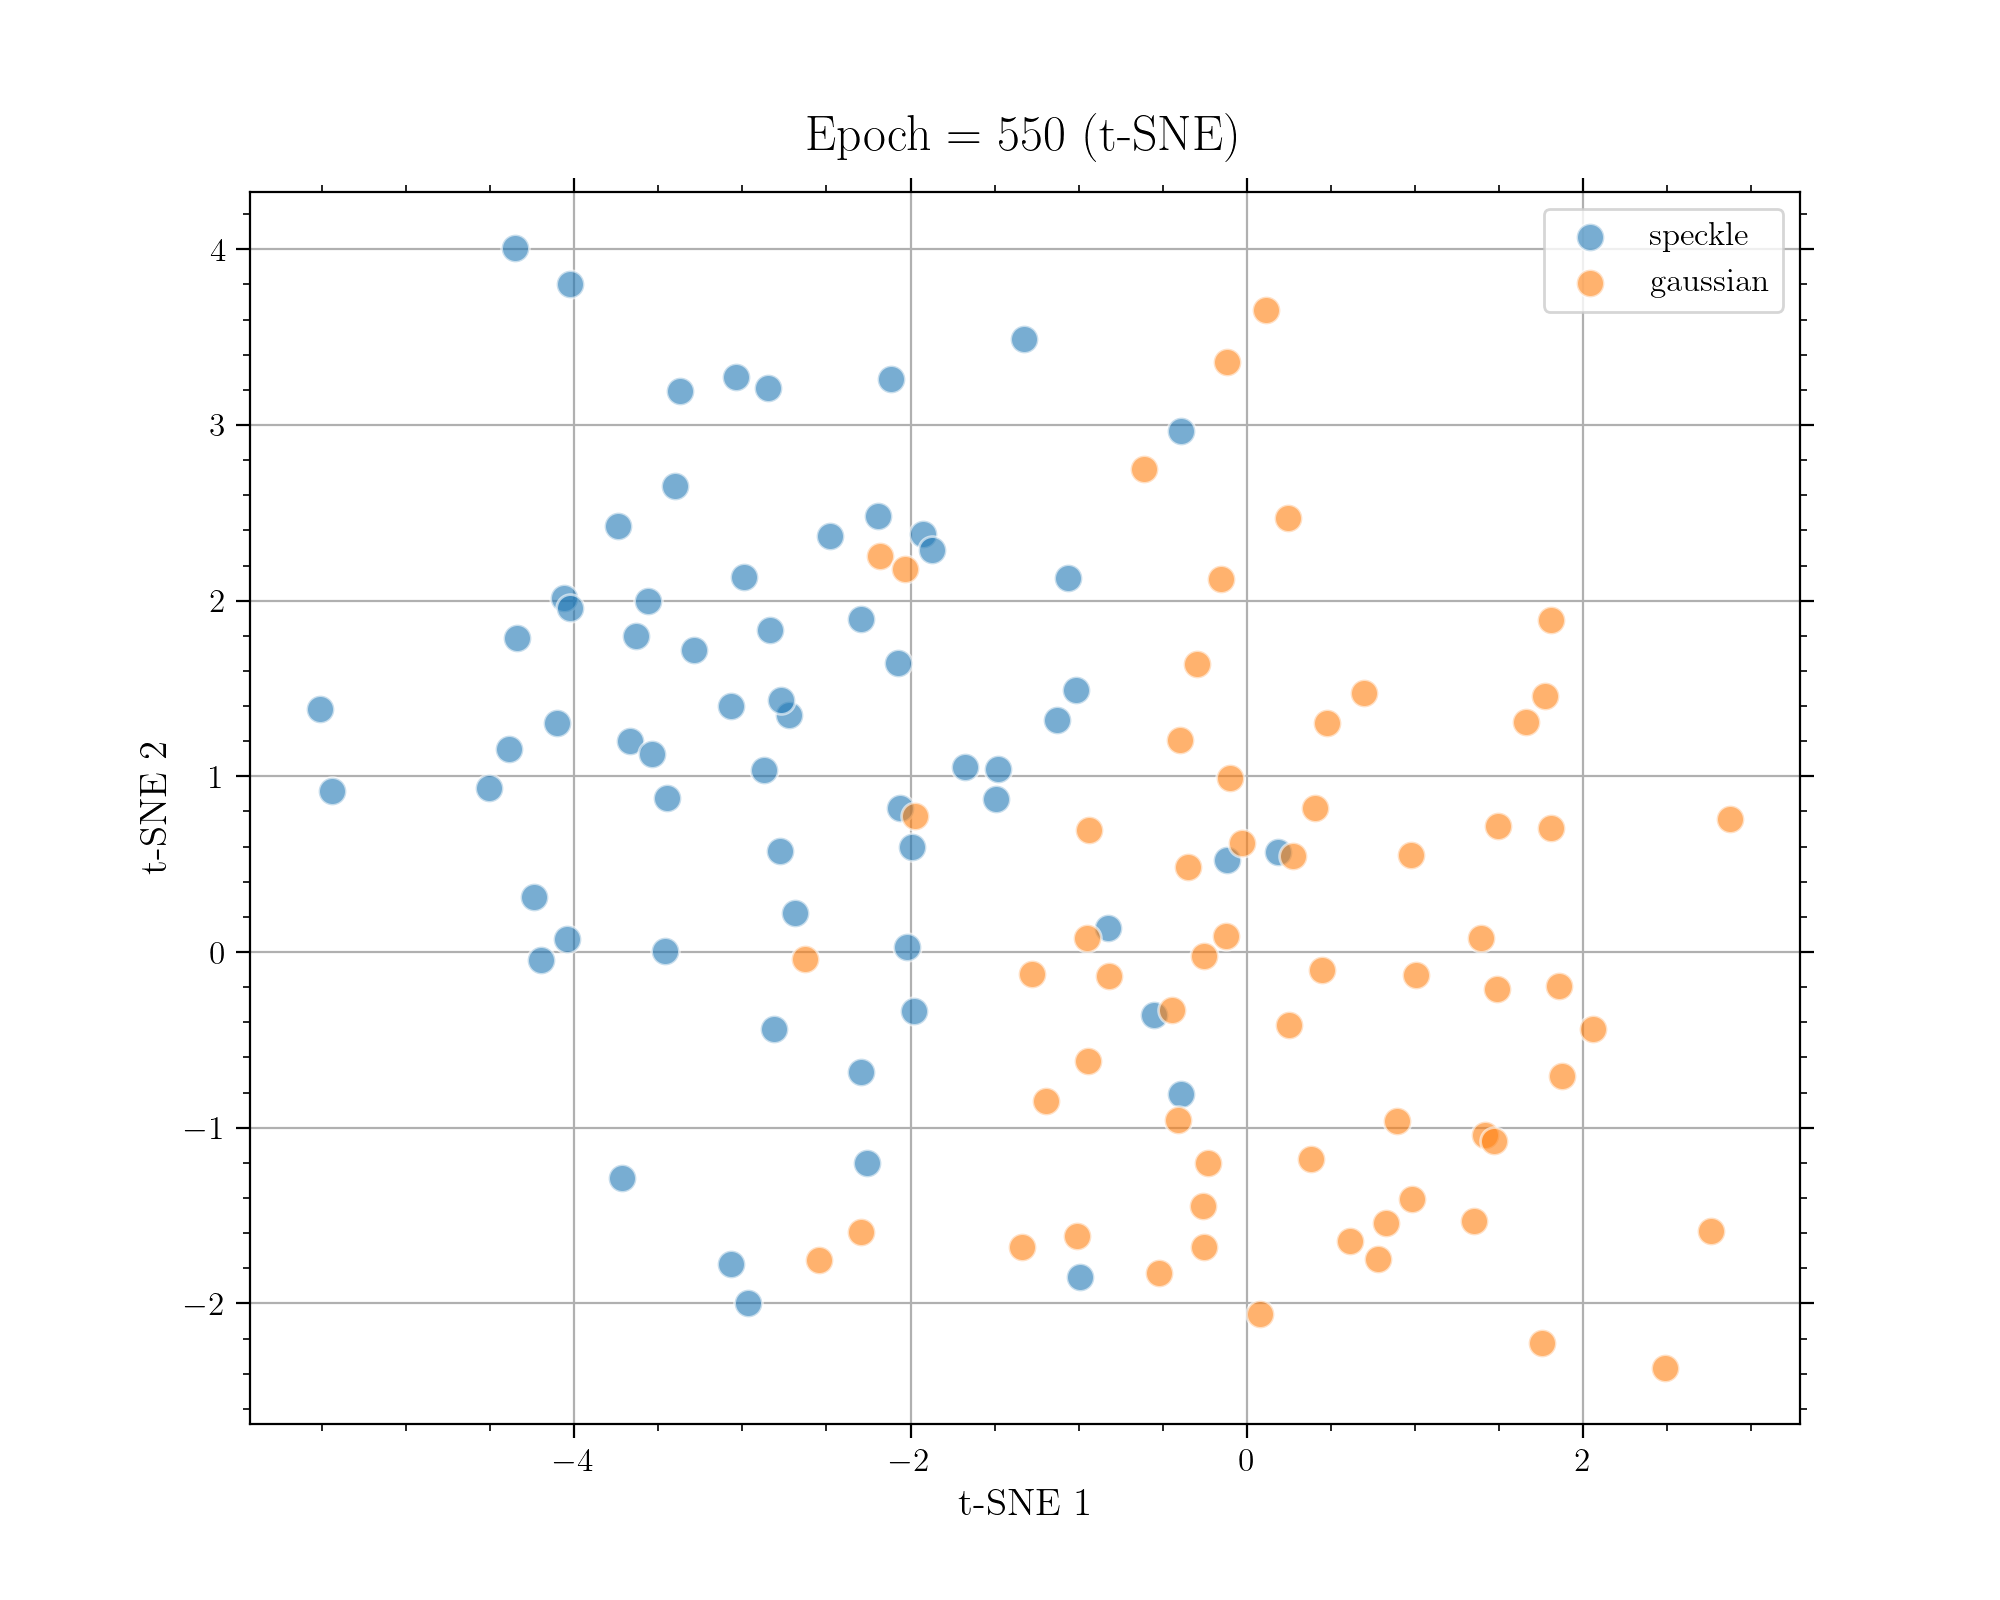 Epoch = 550 (t-SNE)
speckle
gaussian
4
3
2
1
0
−1
−2
t-SNE 2
−4
−2
0
2
t-SNE 1